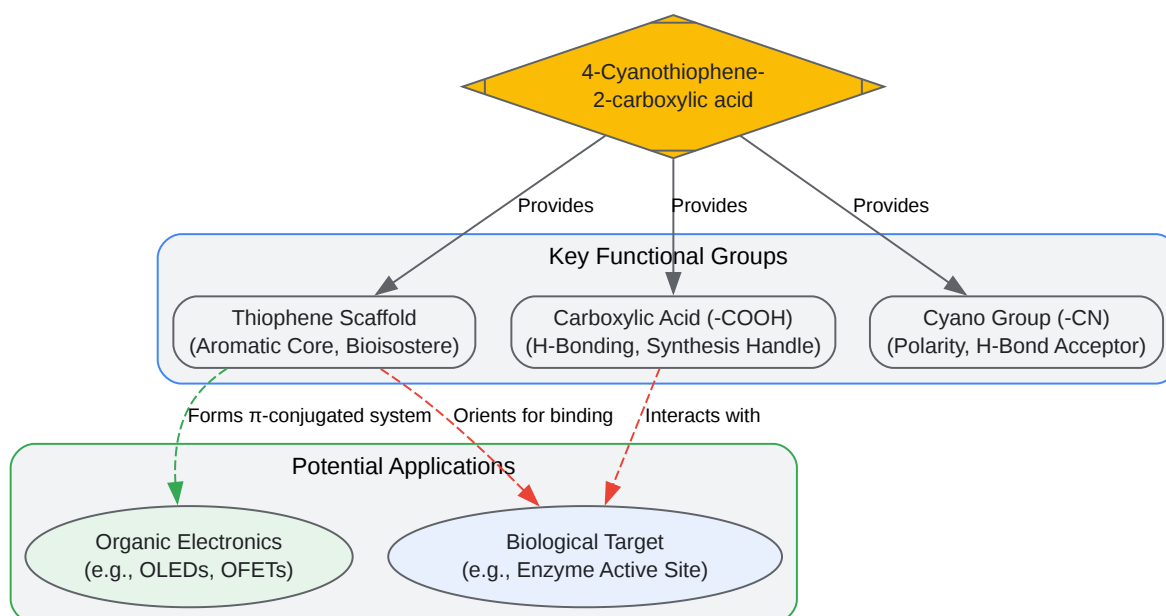 4-Cyanothiophene-
2-carboxylic acid
Provides
Provides
Provides
Key Functional Groups
Thiophene Scaffold
(Aromatic Core, Bioisostere)
Carboxylic Acid (-COOH)
(H-Bonding, Synthesis Handle)
Cyano Group (-CN)
(Polarity, H-Bond Acceptor)
Forms π-conjugated system
Orients for binding
Interacts with
Potential Applications
Organic Electronics
(e.g., OLEDs, OFETs)
Biological Target
(e.g., Enzyme Active Site)